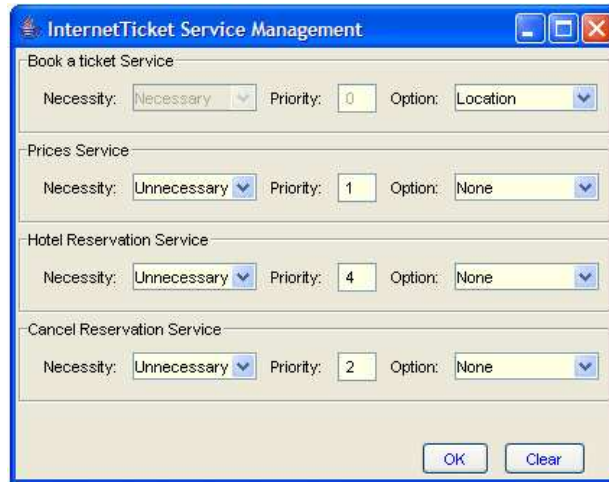 InternetTicket Service Management
Book a ticket Service
Necessity: Necessary Priority: 0 Option: Location
Prices Service
Necessity: Unnecessary Priority: 1 Option: None
Hotel Reservation Service
Necessity: Unnecessary Priority: 4 Option: None
Cancel Reservation Service
Necessity: Unnecessary Priority: 2 Option: None
OK Clear